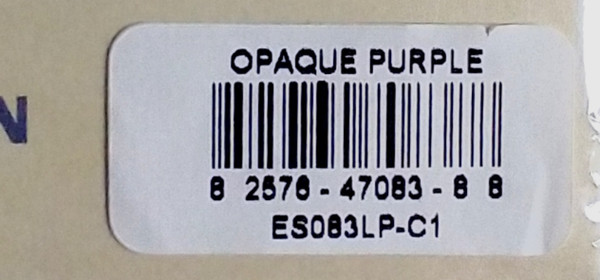 N
OPAQUE PURPLE
8 2576 - 47083 - 8 8
ES083LP-C1